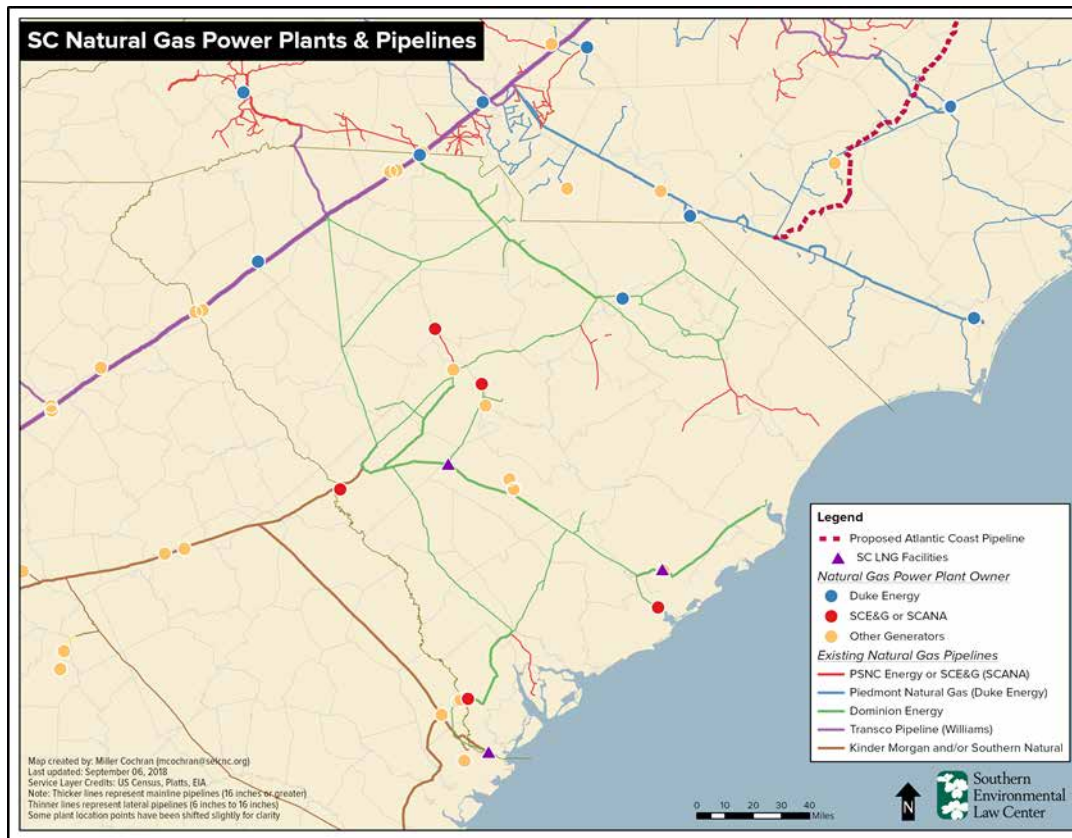 SC Natural Gas Power Plants & Pipelines
Legend
Proposed Atlantic Coast Pipeline
SC LNG Facilities
Natural Gas Power Plant Owner
Duke Energy
SCE&G or SCANA
Other Generators
Existing Natural Gas Pipelines
PSNC Energy or SCE&G (SCANA)
Piedmont Natural Gas (Duke Energy)
Dominion Energy
Transco Pipeline (Williams)
Kinder Morgan and/or Southern Natural
Map created by: Miller Cochran (mcochran@selcnc.org)
Last updated: September 06, 2018
Service Layer Credits: US Census, Platts, EIA
Note: Thicker lines represent mainline pipelines (16 inches or greater)
Thinner lines represent lateral pipelines (6 inches to 16 inches)
Some plant location points have been shifted slightly for clarity
0 10 20 30 40
Miles
N
Southern
Environmental
Law Center